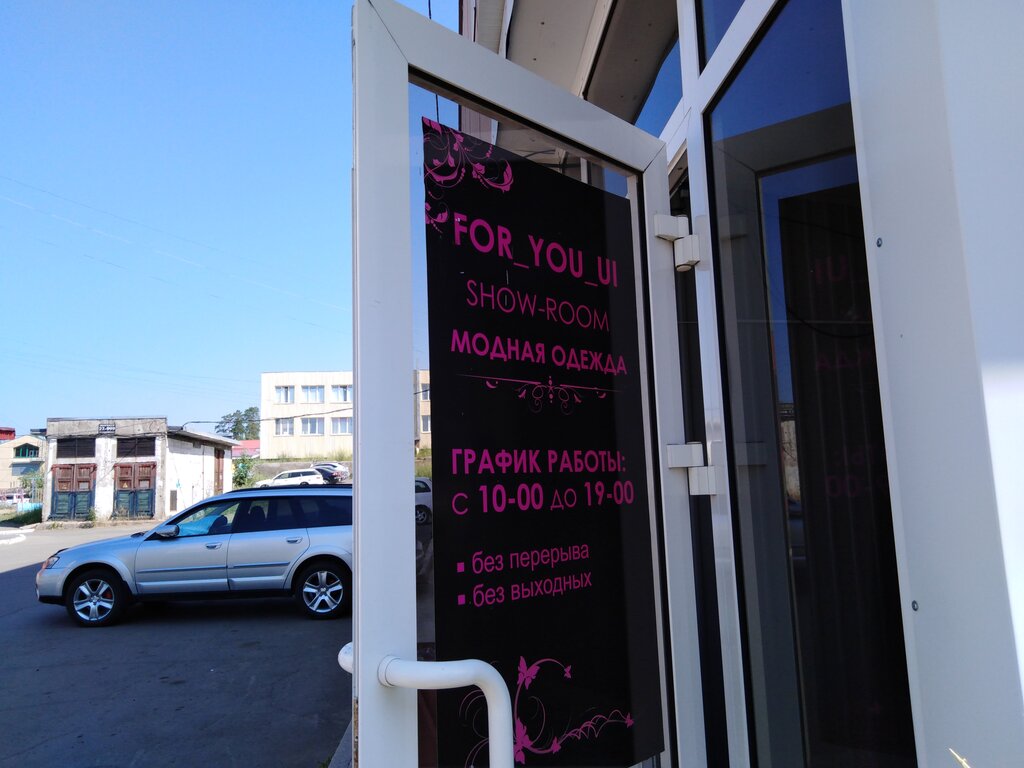 FOR_YOU_UI
SHOW-ROOM
МОДНАЯ ОДЕЖДА
ГРАФИК РАБОТЫ:
С 10-00 ДО 19-00
▪ без перерыва
▪ без выходных